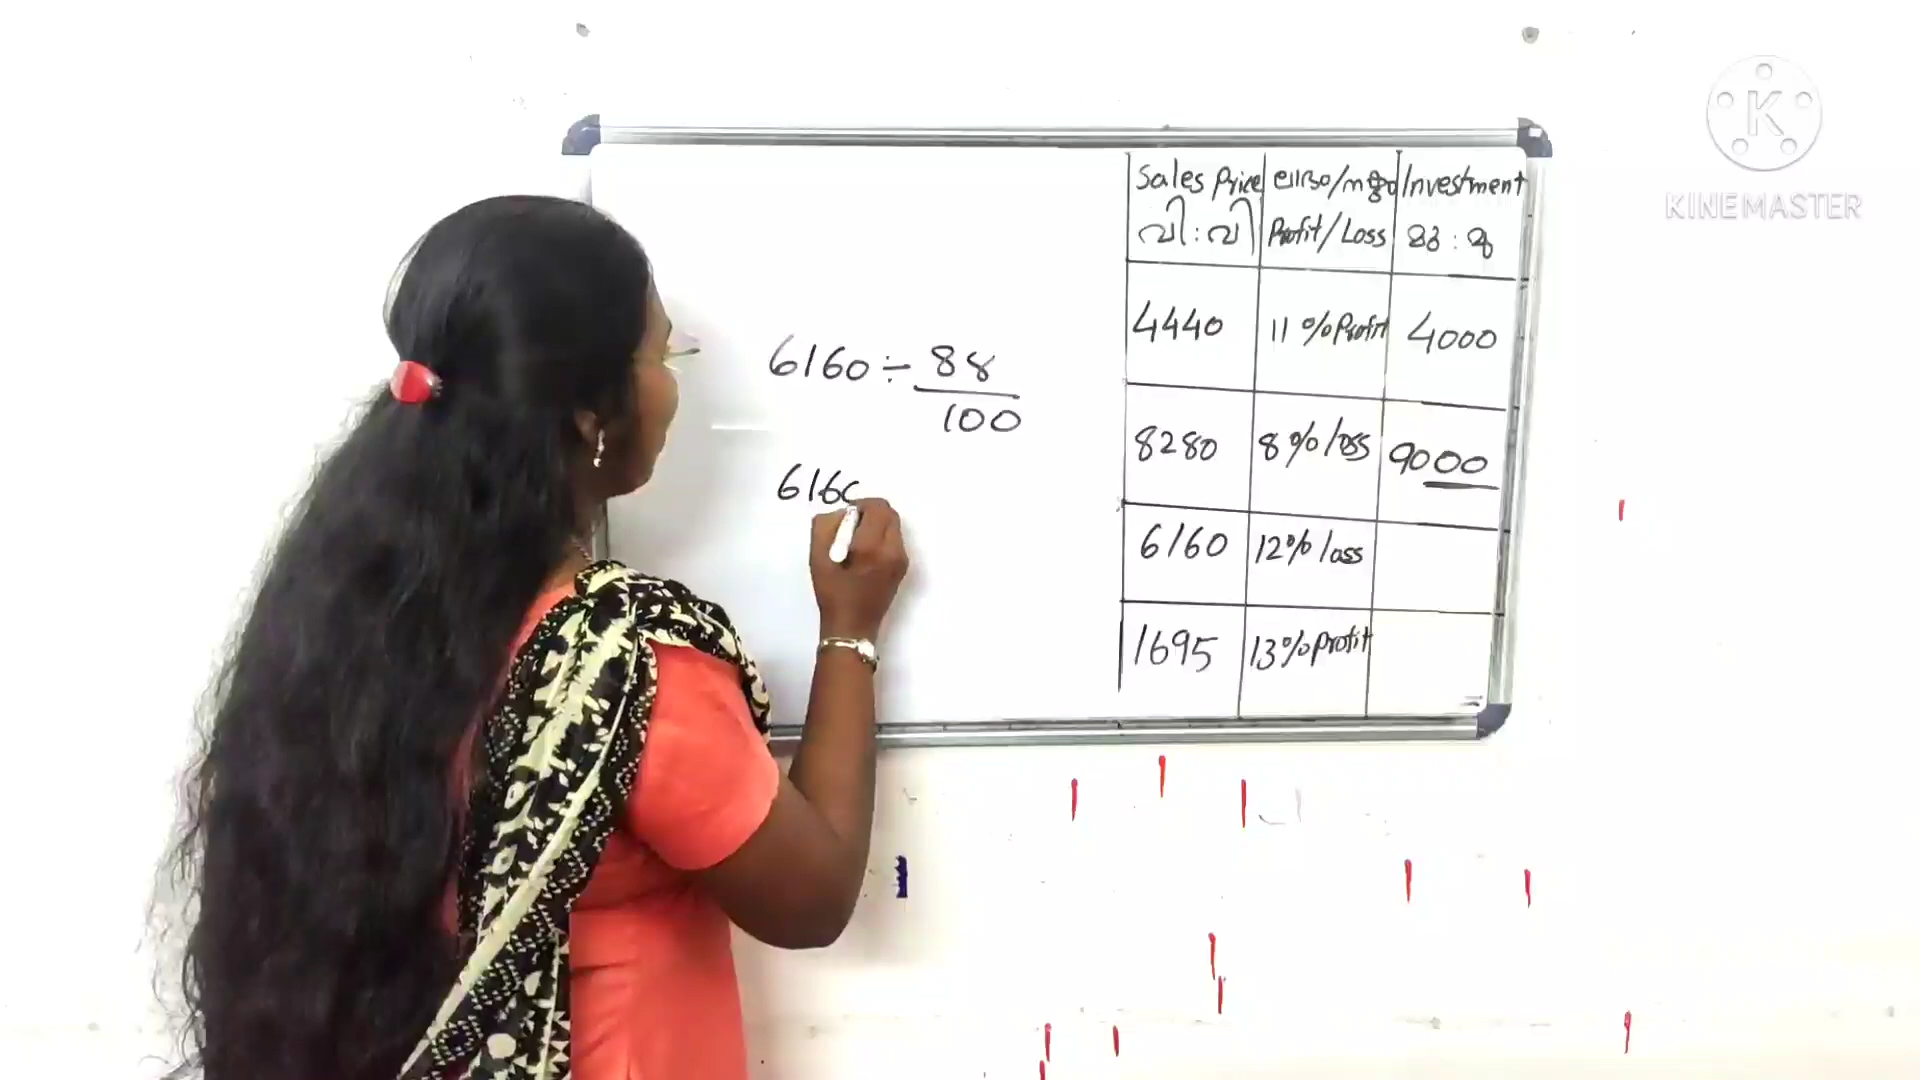 Sales Price ലാഭം/നഷ്ടം Investment
വി:വി Profit/Loss മു:മു
4440 11% Profit 4000
8280 8% loss 9000
6160 12% loss
1695 13% Profit
6160 ÷ 88
100
6160
KINEMASTER